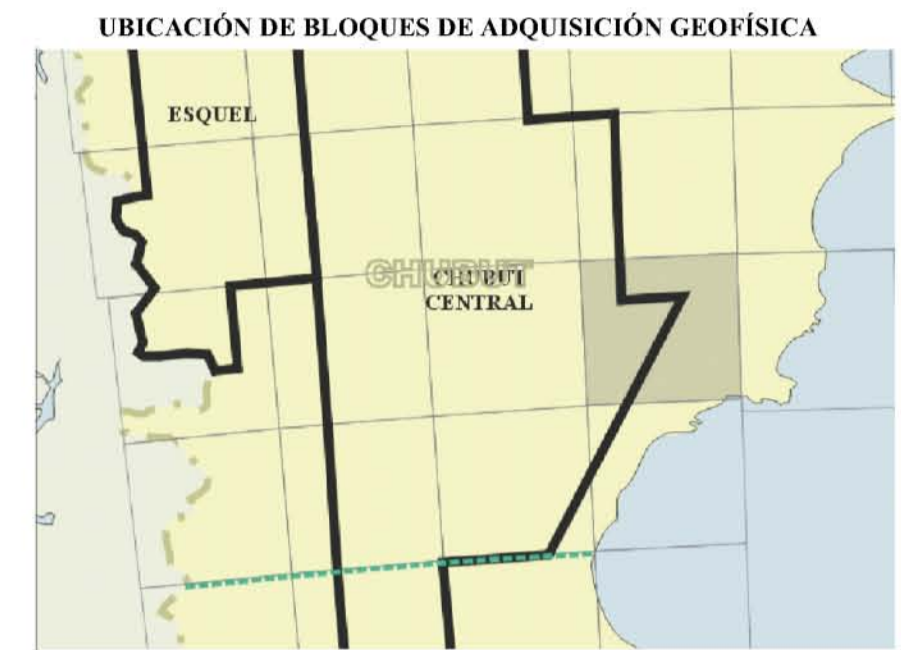 UBICACIÓN DE BLOQUES DE ADQUISICIÓN GEOFÍSICA
ESQUEL
CHUBUT
CHUBUT
CENTRAL